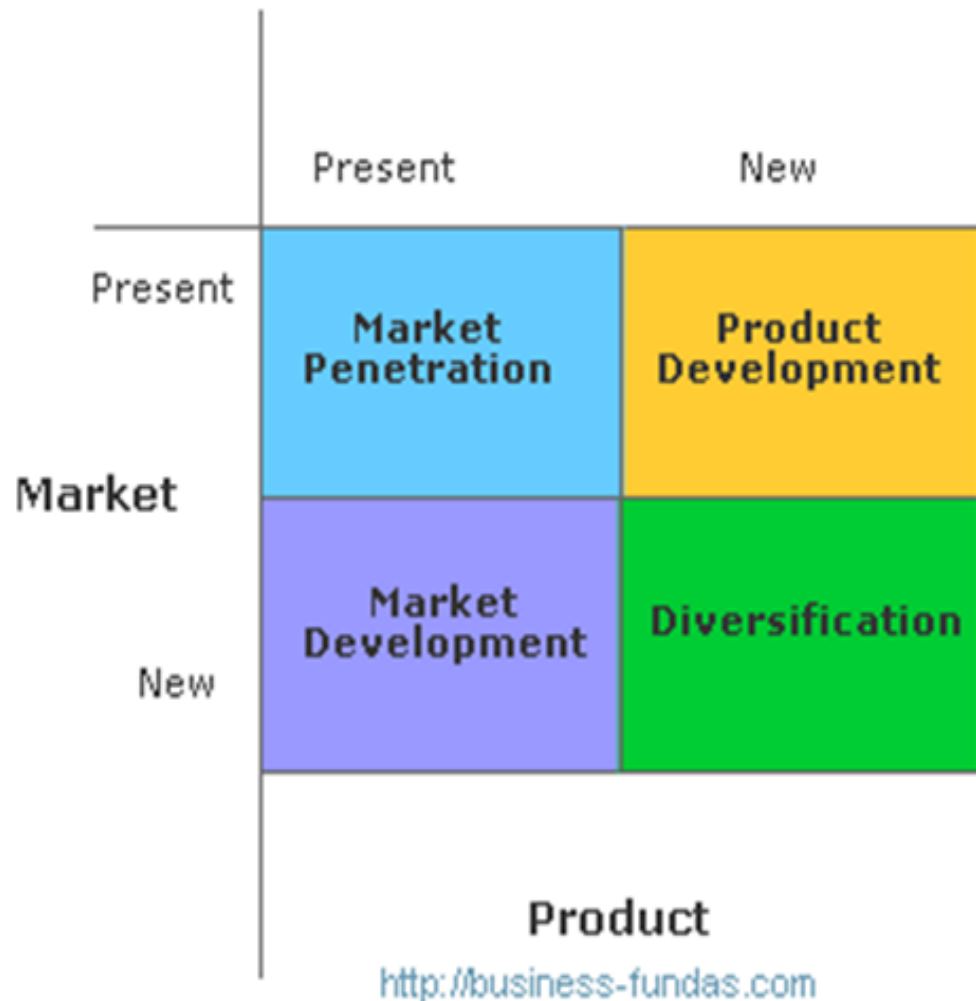 Present New
Present
Market
Penetration
Product
Development
Market
Market
Development
Diversification
New
Product
http://business-fundas.com